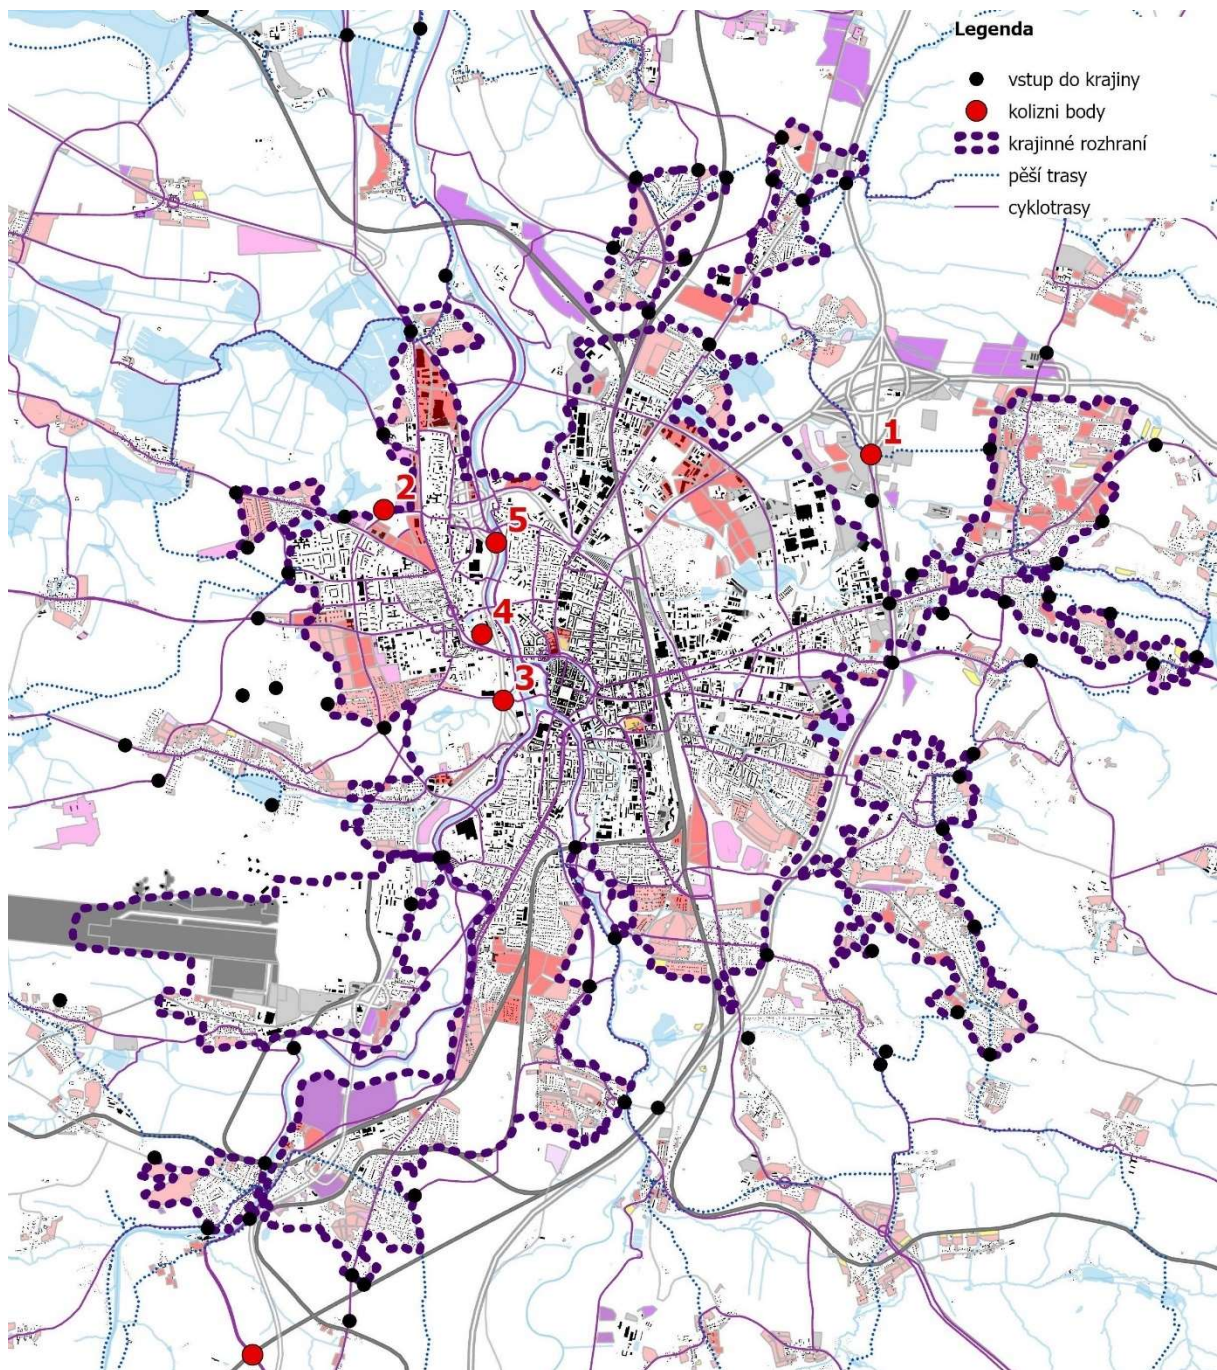 Legenda
vstup do krajiny
kolizni body
krajinné rozhraní
pěší trasy
cyklotrasy
1
2
5
4
3